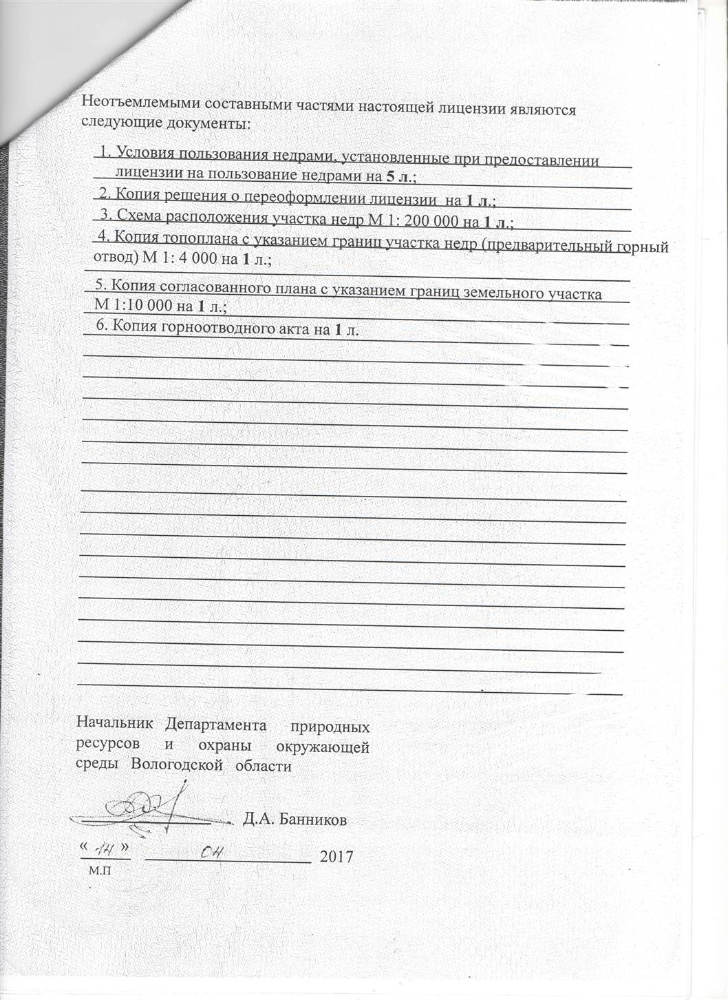 Неотъемлемыми составными частями настоящей лицензии являются
следующие документы:
1. Условия пользования недрами, установленные при предоставлении
лицензии на пользование недрами на 5 л.;
2. Копия решения о переоформлении лицензии на 1 л.;
3. Схема расположения участка недр М 1: 200 000 на 1 л.;
4. Копия топоплана с указанием границ участка недр (предварительный горный
отвод) М 1: 4 000 на 1 л.;
5. Копия согласованного плана с указанием границ земельного участка
М 1:10 000 на 1 л.;
6. Копия горноотводного акта на 1 л.
Начальник Департамента природных
ресурсов и охраны окружающей
среды Вологодской области
Д.А. Банников
« 14 » 04 2017
М.П